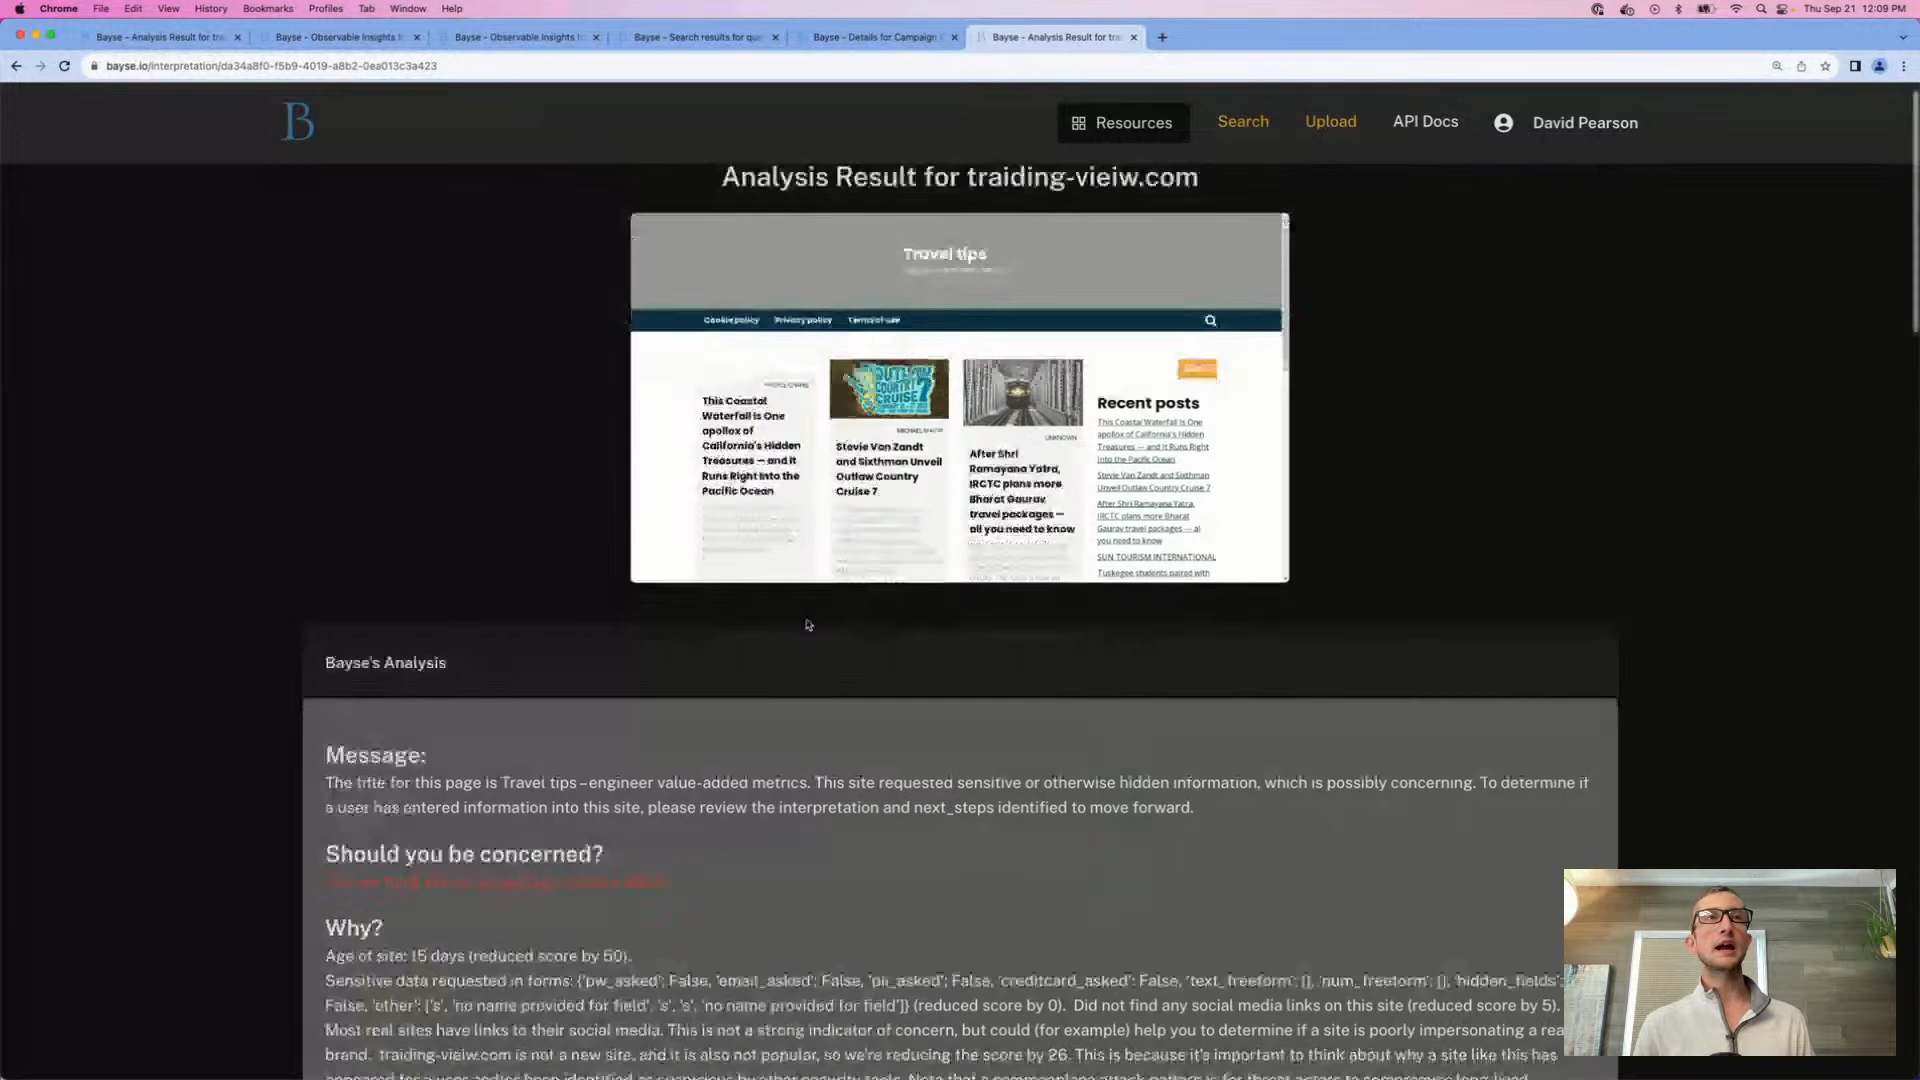 Chrome File Edit View History Bookmarks Profiles Tab Window Help Thu Sep 21 12:09 PM
Bayse - Analysis Result for tra Bayse - Observable Insights f Bayse - Observable Insights Bayse - Search results for que Bayse - Details for Campaign Bayse - Analysis Result for tra
bayse.io/interpretation/da34a8f0-f5b9-4019-a8b2-0ea013c3a423
B Resources Search Upload API Docs David Pearson
Analysis Result for traiding-vieiw.com
Travel tips
Cookie policy Privacy policy Terms of use
This Coastal
Waterfall is One
apollox of
California's Hidden
Treasures — and it
Runs Right Into the
Pacific Ocean
OUTLAW
COUNTRY
CRUISE 7
Stevie Van Zandt
and Sixthman Unveil
Outlaw Country
Cruise 7
UNKNOWN
After Shri
Ramayana Yatra,
IRCTC plans more
Bharat Gaurav
travel packages —
all you need to know
Recent posts
This Coastal Waterfall Is One
apollox of California's Hidden
Treasures — and It Runs Right
Into the Pacific Ocean
Stevie Van Zandt and Sixthman
Unveil Outlaw Country Cruise 7
After Shri Ramayana Yatra,
IRCTC plans more Bharat
Gaurav travel packages — al
you need to know
SUN TOURISM INTERNATIONAL
Tuskegee students paired with
Bayse's Analysis
Message:
The title for this page is Travel tips – engineer value-added metrics. This site requested sensitive or otherwise hidden information, which is possibly concerning. To determine if
a user has entered information into this site, please review the interpretation and next_steps identified to move forward.
Should you be concerned?
Why?
Age of site: 15 days (reduced score by 50).
Sensitive data requested in forms: {'pw_asked': False, 'email_asked': False, 'pii_asked': False, 'creditcard_asked': False, 'text_freeform': [], 'num_freeform': [], 'hidden_fields':
False, 'other': ['s', 'no name provided for field', 's', 's', 'no name provided for field']} (reduced score by 0). Did not find any social media links on this site (reduced score by 5).
Most real sites have links to their social media. This is not a strong indicator of concern, but could (for example) help you to determine if a site is poorly impersonating a rea
brand. traiding-vieiw.com is not a new site, and it is also not popular, so we're reducing the score by 26. This is because it's important to think about why a site like this has